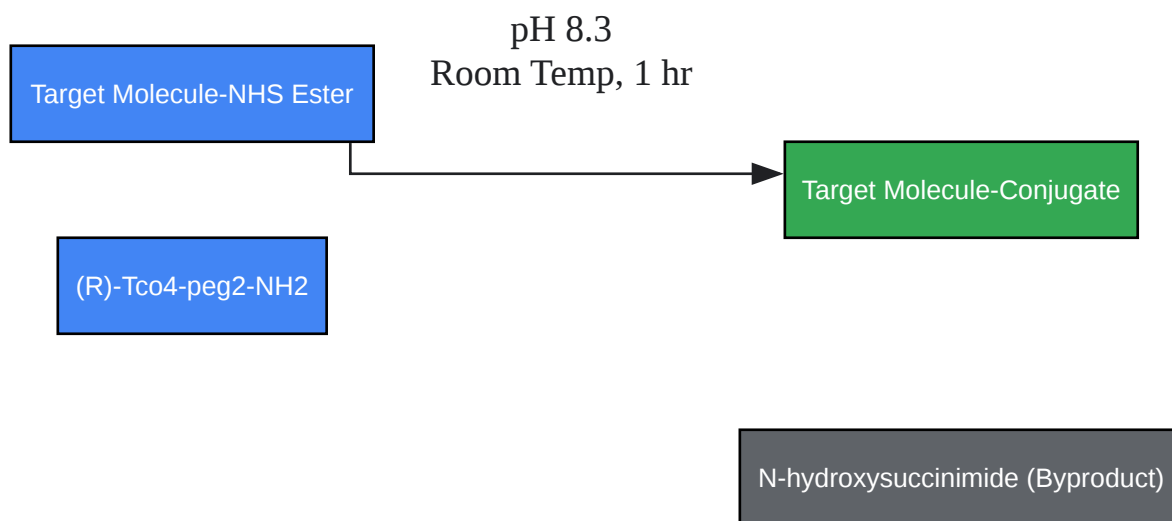 pH 8.3
Room Temp, 1 hr
Target Molecule-NHS Ester
Target Molecule-Conjugate
(R)-Tco4-peg2-NH2
N-hydroxysuccinimide (Byproduct)